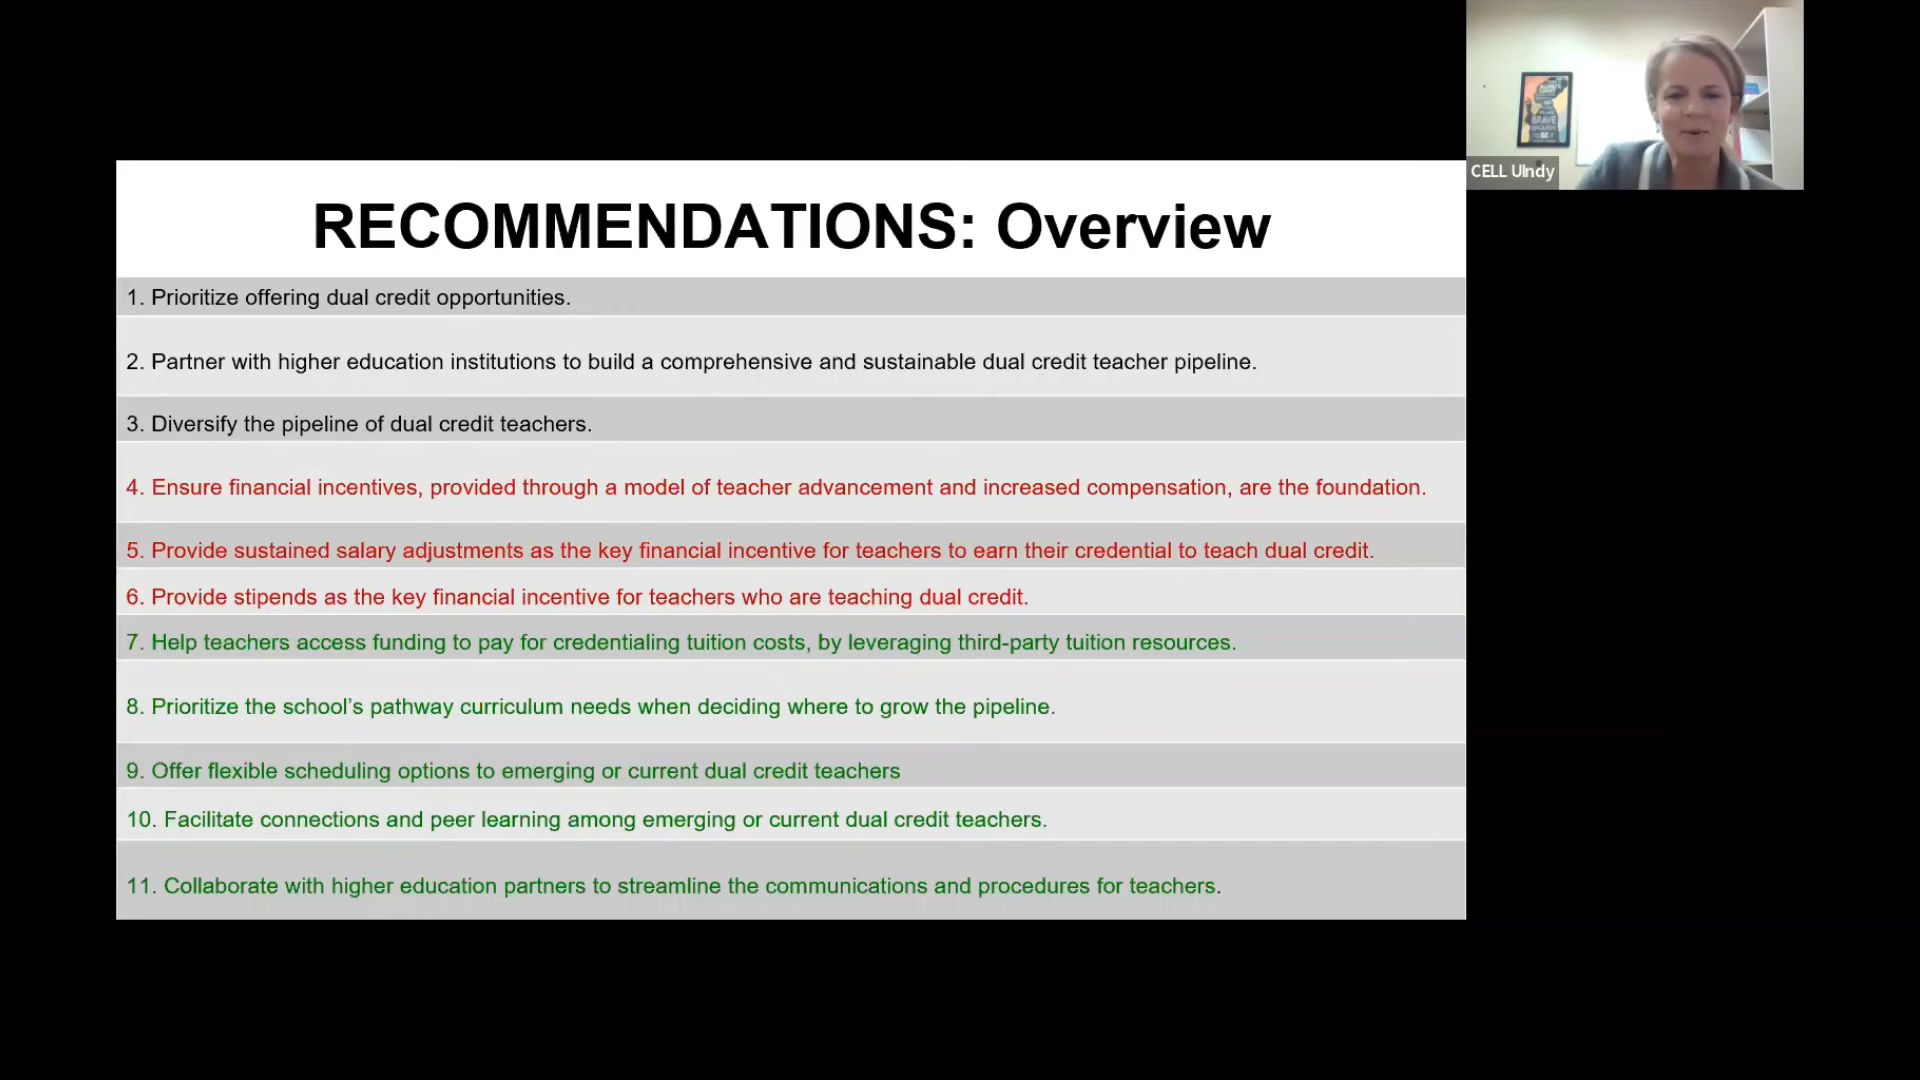 RECOMMENDATIONS: Overview
1. Prioritize offering dual credit opportunities.
2. Partner with higher education institutions to build a comprehensive and sustainable dual credit teacher pipeline.
3. Diversify the pipeline of dual credit teachers.
4. Ensure financial incentives, provided through a model of teacher advancement and increased compensation, are the foundation.
5. Provide sustained salary adjustments as the key financial incentive for teachers to earn their credential to teach dual credit.
6. Provide stipends as the key financial incentive for teachers who are teaching dual credit.
7. Help teachers access funding to pay for credentialing tuition costs, by leveraging third-party tuition resources.
8. Prioritize the school’s pathway curriculum needs when deciding where to grow the pipeline.
9. Offer flexible scheduling options to emerging or current dual credit teachers
10. Facilitate connections and peer learning among emerging or current dual credit teachers.
11. Collaborate with higher education partners to streamline the communications and procedures for teachers.
BRAVE
CELL UIndy